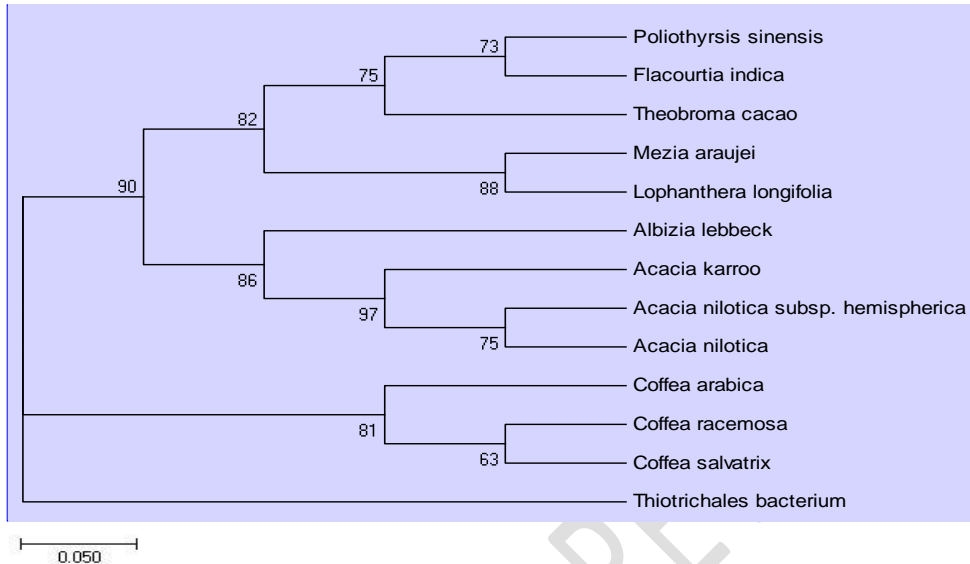 Poliothyrsis sinensis
73
Flacourtia indica
75
Theobroma cacao
82
Mezia araujei
88
Lophanthera longifolia
90
Albizia lebbeck
86
Acacia karroo
97
Acacia nilotica subsp. hemispherica
75
Acacia nilotica
Coffea arabica
81
Coffea racemosa
63
Coffea salvatrix
Thiotrichales bacterium
0.050